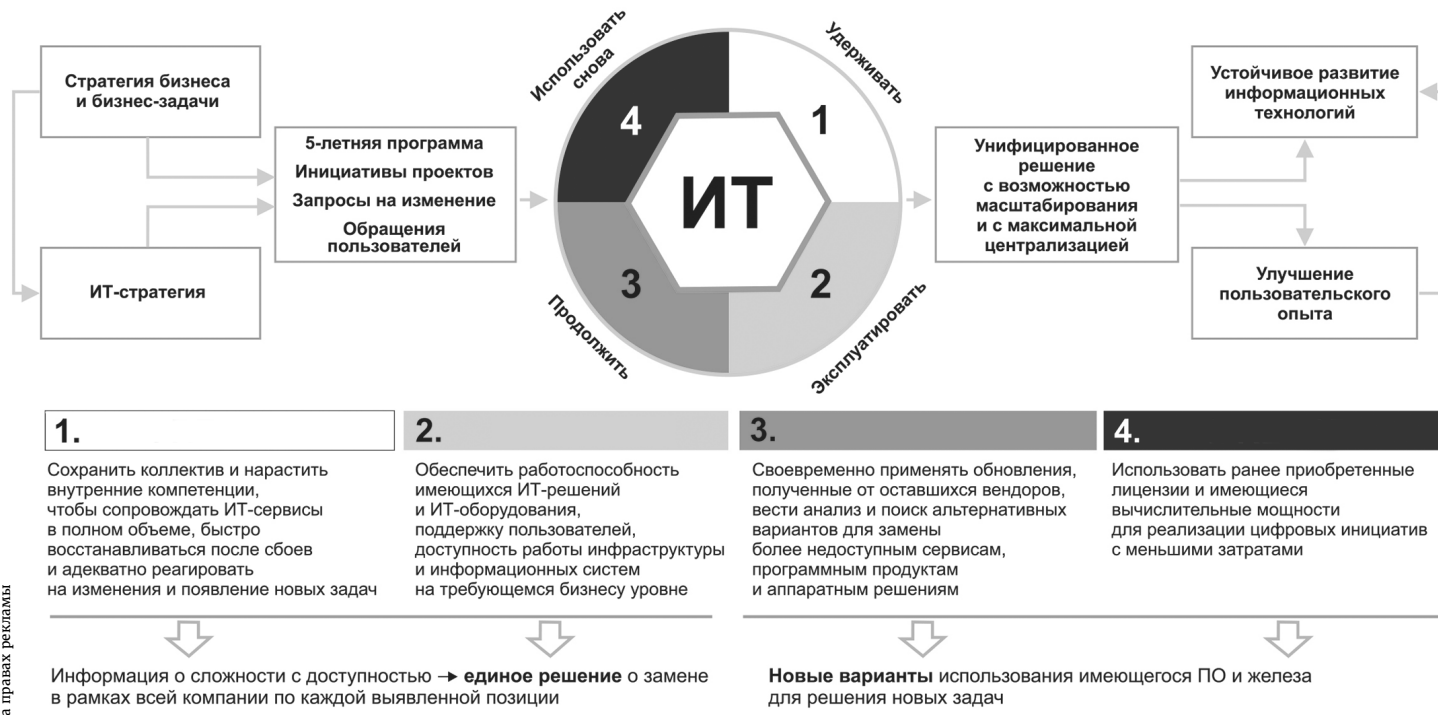 Стратегия бизнеса
и бизнес-задачи
ИТ-стратегия
5-летняя программа
Инициативы проектов
Запросы на изменение
Обращения
пользователей
Использовать
снова
Удерживать
4
1
ИТ
3
2
Продолжить
Эксплуатировать
Унифицированное
решение
с возможностью
масштабирования
и с максимальной
централизацией
Устойчивое развитие
информационных
технологий
Улучшение
пользовательского
опыта
1.
Сохранить коллектив и нарастить
внутренние компетенции,
чтобы сопровождать ИТ-сервисы
в полном объеме, быстро
восстанавливаться после сбоев
и адекватно реагировать
на изменения и появление новых задач
2.
Обеспечить работоспособность
имеющихся ИТ-решений
и ИТ-оборудования,
поддержку пользователей,
доступность работы инфраструктуры
и информационных систем
на требующемся бизнесу уровне
3.
Своевременно применять обновления,
полученные от оставшихся вендоров,
вести анализ и поиск альтернативных
вариантов для замены
более недоступным сервисам,
программным продуктам
и аппаратным решениям
4.
Использовать ранее приобретенные
лицензии и имеющиеся
вычислительные мощности
для реализации цифровых инициатив
с меньшими затратами
Информация о сложности с доступностью → единое решение о замене
в рамках всей компании по каждой выявленной позиции
Новые варианты использования имеющегося ПО и железа
для решения новых задач
а правах рекламы